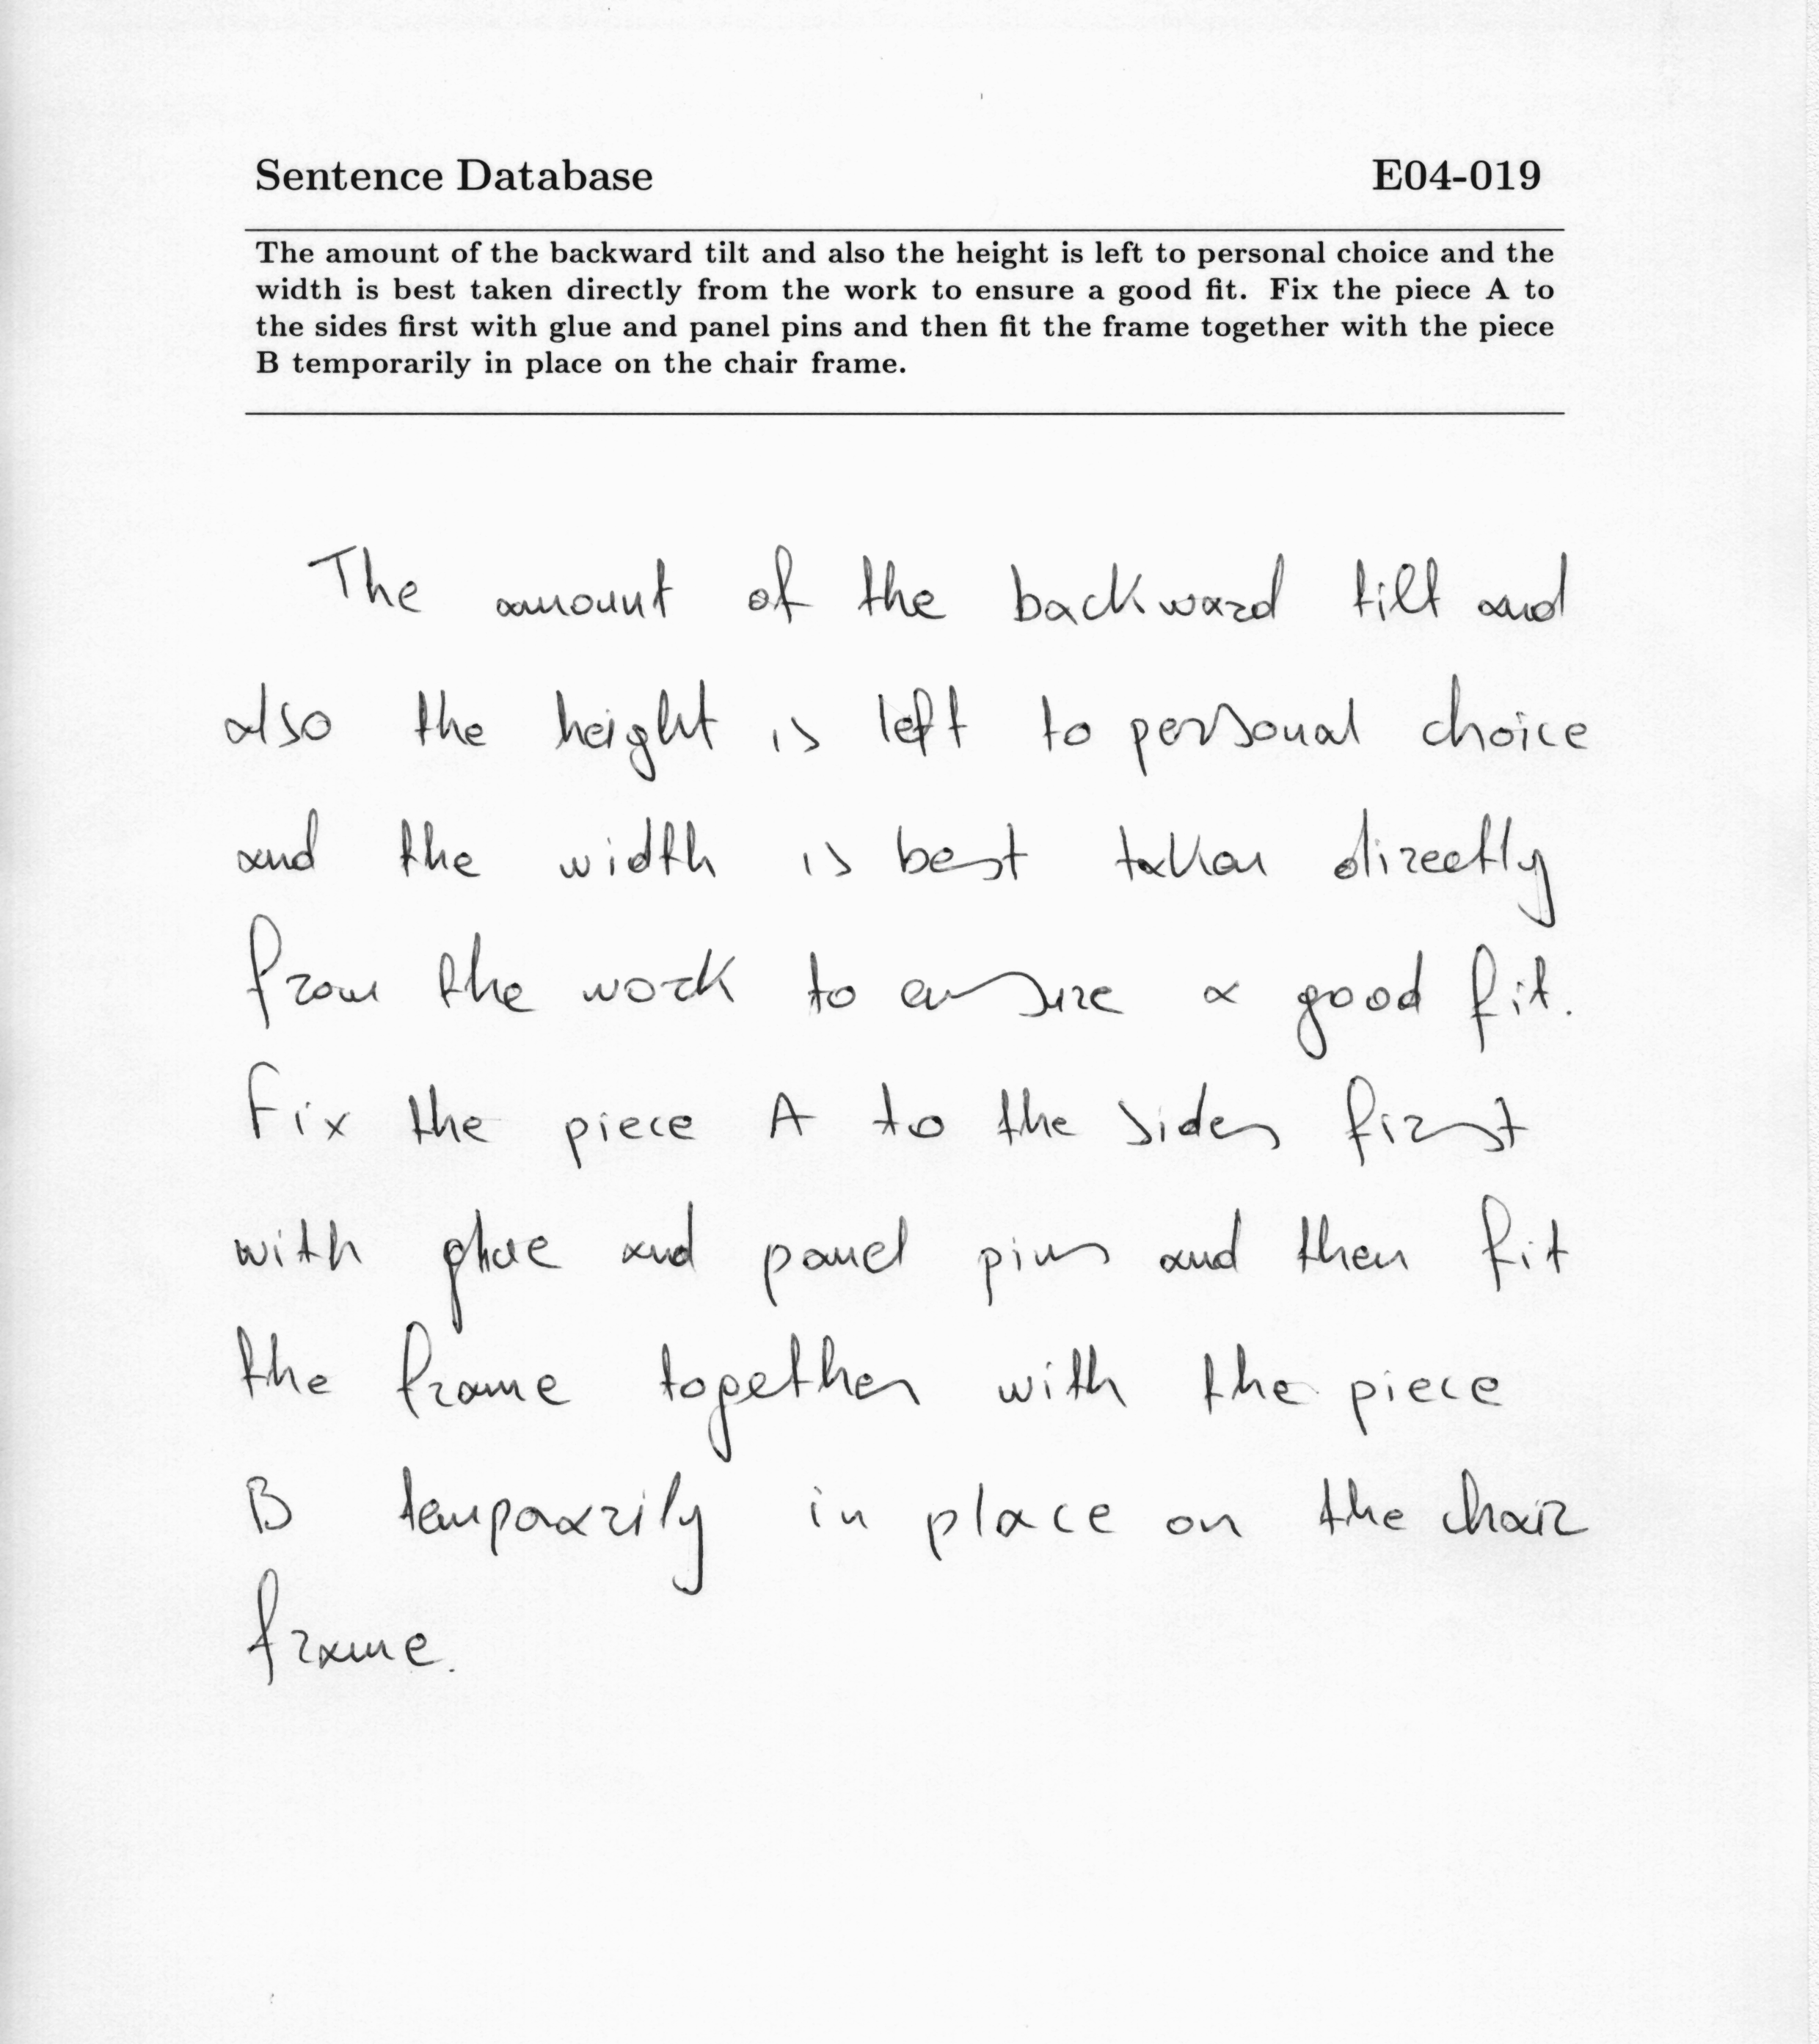 Sentence Database E04-019
The amount of the backward tilt and also the height is left to personal choice and the
width is best taken directly from the work to ensure a good fit. Fix the piece A to
the sides first with glue and panel pins and then fit the frame together with the piece
B temporarily in place on the chair frame.
The amount of the backward tilt and
also the height is left to personal choice
and the width is best taken directly
from the work to ensure a good fit.
Fix the piece A to the sides first
with glue and panel pins and then fit
the frame together with the piece
B temporarily in place on the chair
frame.